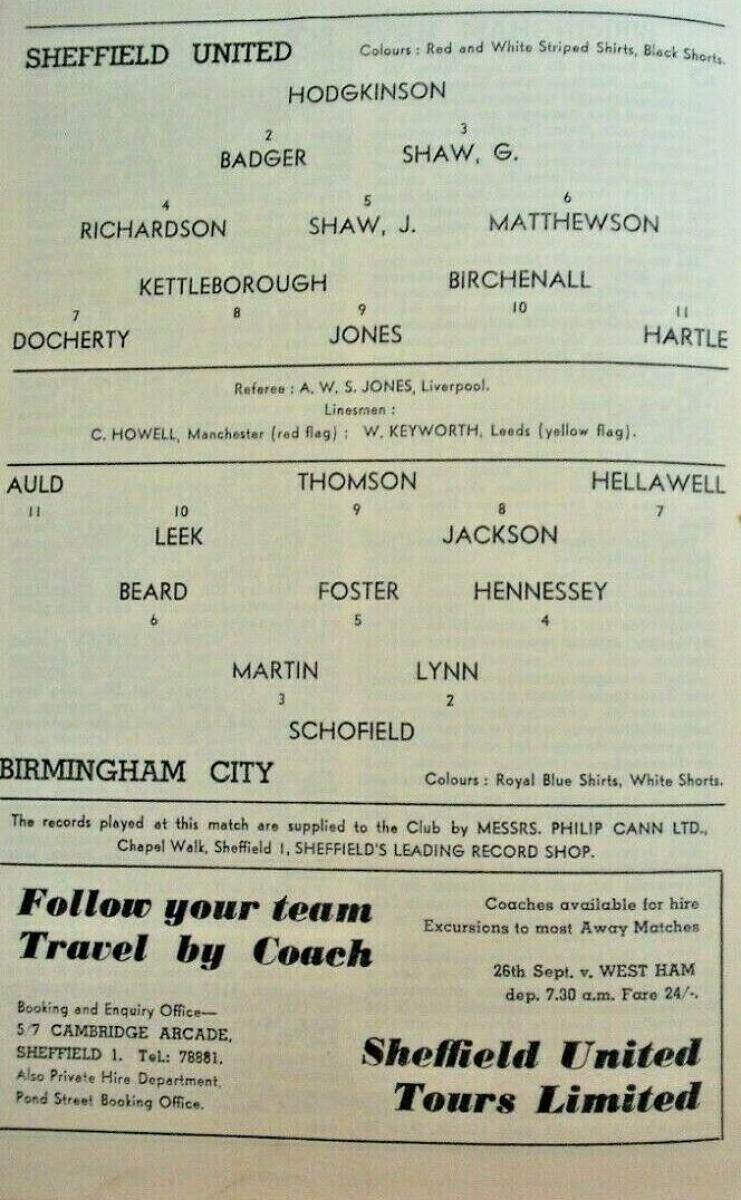 SHEFFIELD UNITED Colours : Red and White Striped Shirts, Black Shorts.
HODGKINSON
2 3
BADGER SHAW, G.
4 5 6
RICHARDSON SHAW, J. MATTHEWSON
KETTLEBOROUGH BIRCHENALL
7 8 9 10 11
DOCHERTY JONES HARTLE
Referee : A. W. S. JONES, Liverpool.
Linesmen :
C. HOWELL, Manchester (red flag) ; W. KEYWORTH, Leeds (yellow flag).
AULD THOMSON HELLAWELL
11 10 9 8 7
LEEK JACKSON
BEARD FOSTER HENNESSEY
6 5 4
MARTIN LYNN
3 2
SCHOFIELD
BIRMINGHAM CITY Colours : Royal Blue Shirts, White Shorts.
The records played at this match are supplied to the Club by MESSRS. PHILIP CANN LTD.,
Chapel Walk, Sheffield 1, SHEFFIELD'S LEADING RECORD SHOP.
Follow your team
Travel by Coach
Coaches available for hire
Excursions to most Away Matches
26th Sept. v. WEST HAM
dep. 7.30 a.m. Fare 24/-.
Booking and Enquiry Office—
5/7 CAMBRIDGE ARCADE,
SHEFFIELD 1. Tel.: 78881.
Also Private Hire Department,
Pond Street Booking Office.
Sheffield United
Tours Limited